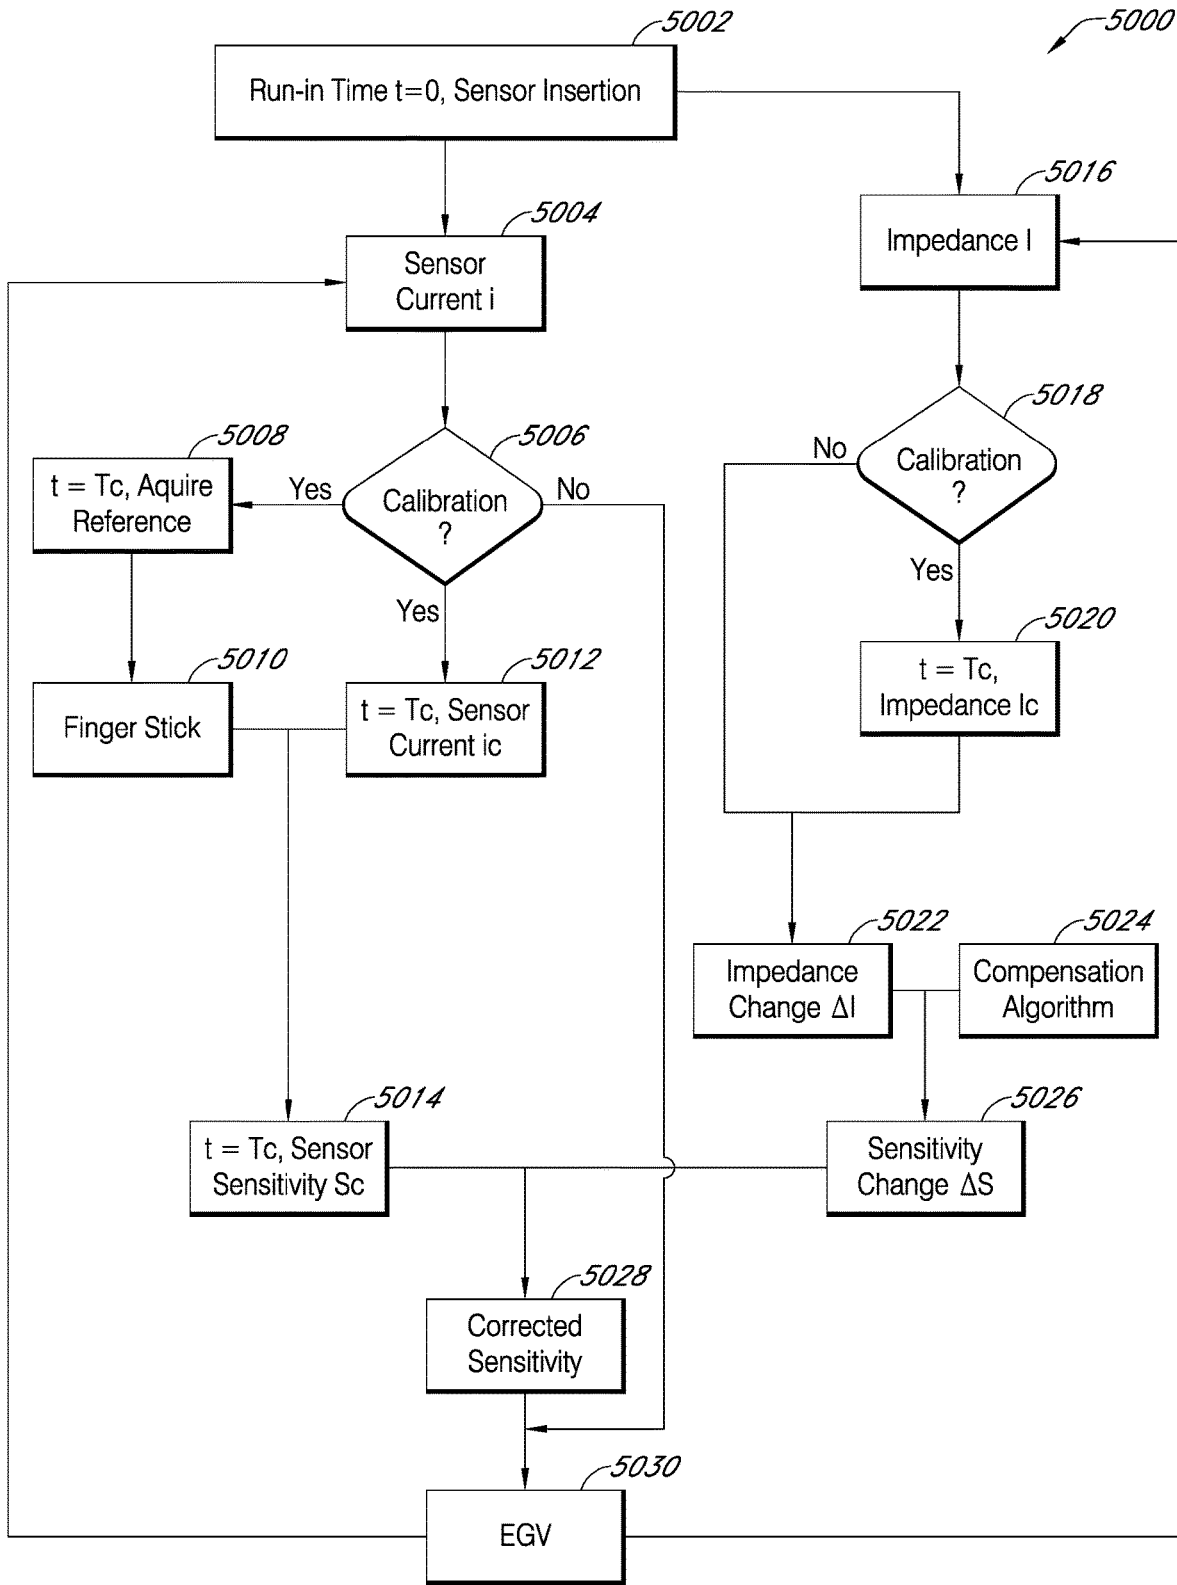 5000
5002
Run-in Time t=0, Sensor Insertion
5004
Sensor
Current i
5006
Calibration
?
Yes
No
Yes
5008
t = Tc, Aquire
Reference
5010
Finger Stick
5012
t = Tc, Sensor
Current ic
5014
t = Tc, Sensor
Sensitivity Sc
5016
Impedance I
5018
Calibration
?
No
Yes
5020
t = Tc,
Impedance Ic
5022
Impedance
Change ΔI
5024
Compensation
Algorithm
5026
Sensitivity
Change ΔS
5028
Corrected
Sensitivity
5030
EGV